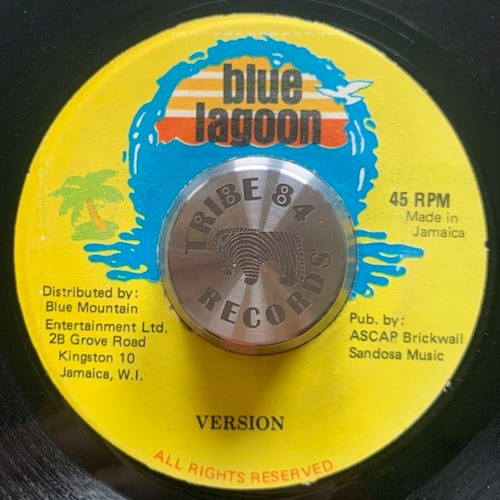 blue
lagoon
TRIBE 84
RECORDS
45 RPM
Made in
Jamaica
Distributed by:
Blue Mountain
Entertainment Ltd.
2B Grove Road
Kingston 10
Jamaica, W.I.
Pub. by:
ASCAP Brickwall
Sandosa Music
VERSION
ALL RIGHTS RESERVED